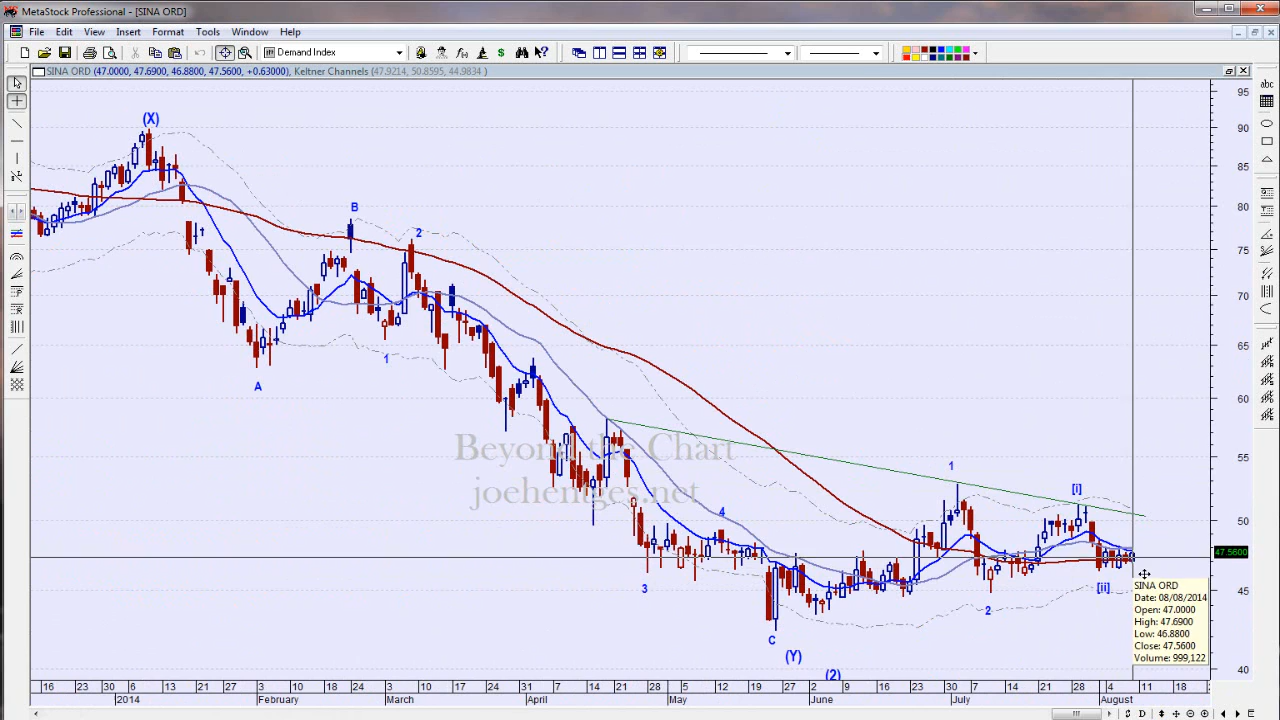 MetaStock Professional - [SINA ORD]
File Edit View Insert Format Tools Window Help
Demand Index
SINA ORD (47.0000, 47.6900, 46.8800, 47.5600, +0.63000), Keltner Channels (47.9214, 50.8595, 44.9834 )
abc
95
(X)
90
85
B
80
2
75
70
65
1
A
60
Beyond the Chart
55
1
joehentges.net
[i]
4
50
47.5600
3
[ii]
SINA ORD
Date: 08/08/2014
45
Open: 47.0000
2
High: 47.6900
Low: 46.8800
C
Close: 47.5600
(Y)
Volume: 999,122
40
(2)
16 23 30 6 13 21 27 3 10 18 24 3 10 17 24 31 7 14 21 28 5 12 19 27 2 9 16 23 30 7 14 21 28 4 11 18 2
2014 February March April May June July August
D